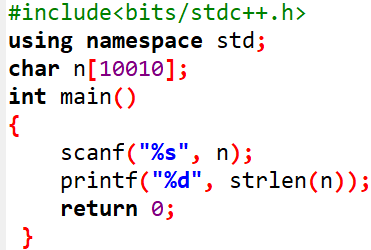 #include<bits/stdc++.h>
using namespace std;
char n[10010];
int main()
{
    scanf("%s", n);
    printf("%d", strlen(n));
    return 0;
}